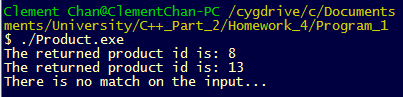 Clement Chan@ClementChan-PC /cygdrive/c/Documents
ments/University/C++_Part_2/Homework_4/Program_1
$ ./Product.exe
The returned product id is: 8
The returned product id is: 13
There is no match on the input...